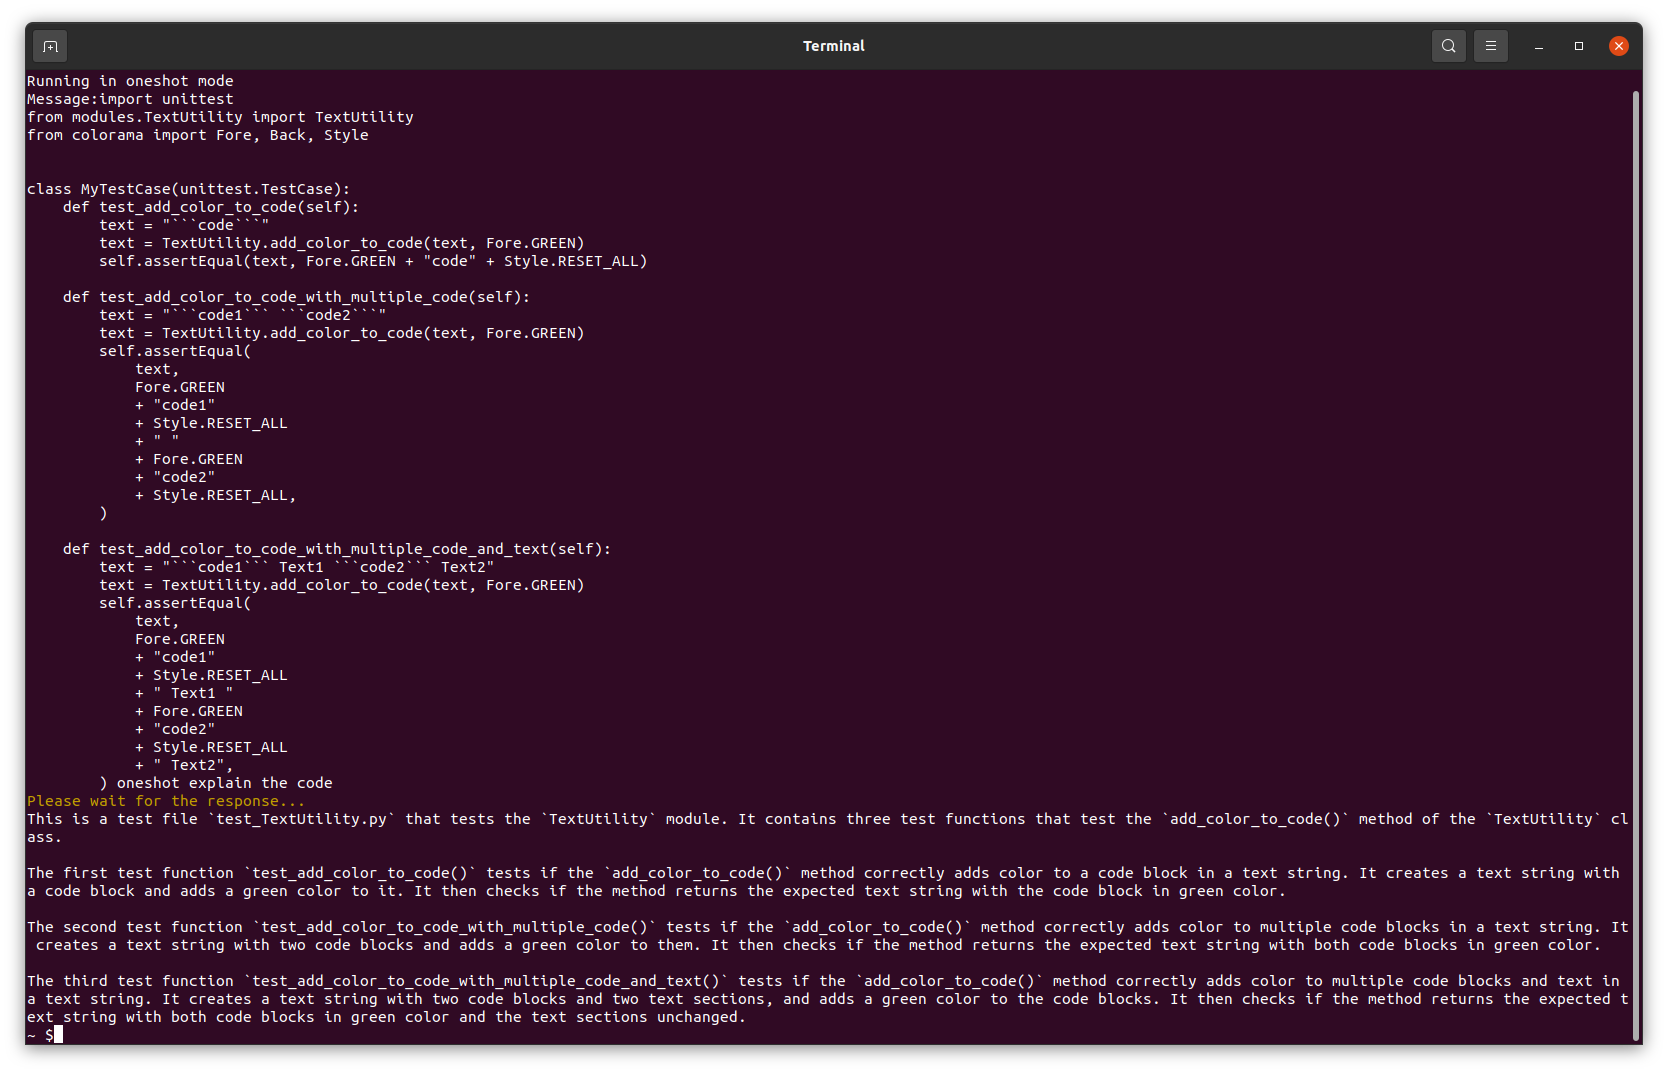 Terminal
Running in oneshot mode
Message:import unittest
from modules.TextUtility import TextUtility
from colorama import Fore, Back, Style


class MyTestCase(unittest.TestCase):
    def test_add_color_to_code(self):
        text = "```code```"
        text = TextUtility.add_color_to_code(text, Fore.GREEN)
        self.assertEqual(text, Fore.GREEN + "code" + Style.RESET_ALL)

    def test_add_color_to_code_with_multiple_code(self):
        text = "```code1``` ```code2```"
        text = TextUtility.add_color_to_code(text, Fore.GREEN)
        self.assertEqual(
            text,
            Fore.GREEN
            + "code1"
            + Style.RESET_ALL
            + " "
            + Fore.GREEN
            + "code2"
            + Style.RESET_ALL,
        )

    def test_add_color_to_code_with_multiple_code_and_text(self):
        text = "```code1``` Text1 ```code2``` Text2"
        text = TextUtility.add_color_to_code(text, Fore.GREEN)
        self.assertEqual(
            text,
            Fore.GREEN
            + "code1"
            + Style.RESET_ALL
            + " Text1 "
            + Fore.GREEN
            + "code2"
            + Style.RESET_ALL
            + " Text2",
        ) oneshot explain the code
Please wait for the response...
This is a test file `test_TextUtility.py` that tests the `TextUtility` module. It contains three test functions that test the `add_color_to_code()` method of the `TextUtility` cl
ass.

The first test function `test_add_color_to_code()` tests if the `add_color_to_code()` method correctly adds color to a code block in a text string. It creates a text string with
a code block and adds a green color to it. It then checks if the method returns the expected text string with the code block in green color.

The second test function `test_add_color_to_code_with_multiple_code()` tests if the `add_color_to_code()` method correctly adds color to multiple code blocks in a text string. It
 creates a text string with two code blocks and adds a green color to them. It then checks if the method returns the expected text string with both code blocks in green color.

The third test function `test_add_color_to_code_with_multiple_code_and_text()` tests if the `add_color_to_code()` method correctly adds color to multiple code blocks and text in
a text string. It creates a text string with two code blocks and two text sections, and adds a green color to the code blocks. It then checks if the method returns the expected t
ext string with both code blocks in green color and the text sections unchanged.
~ $